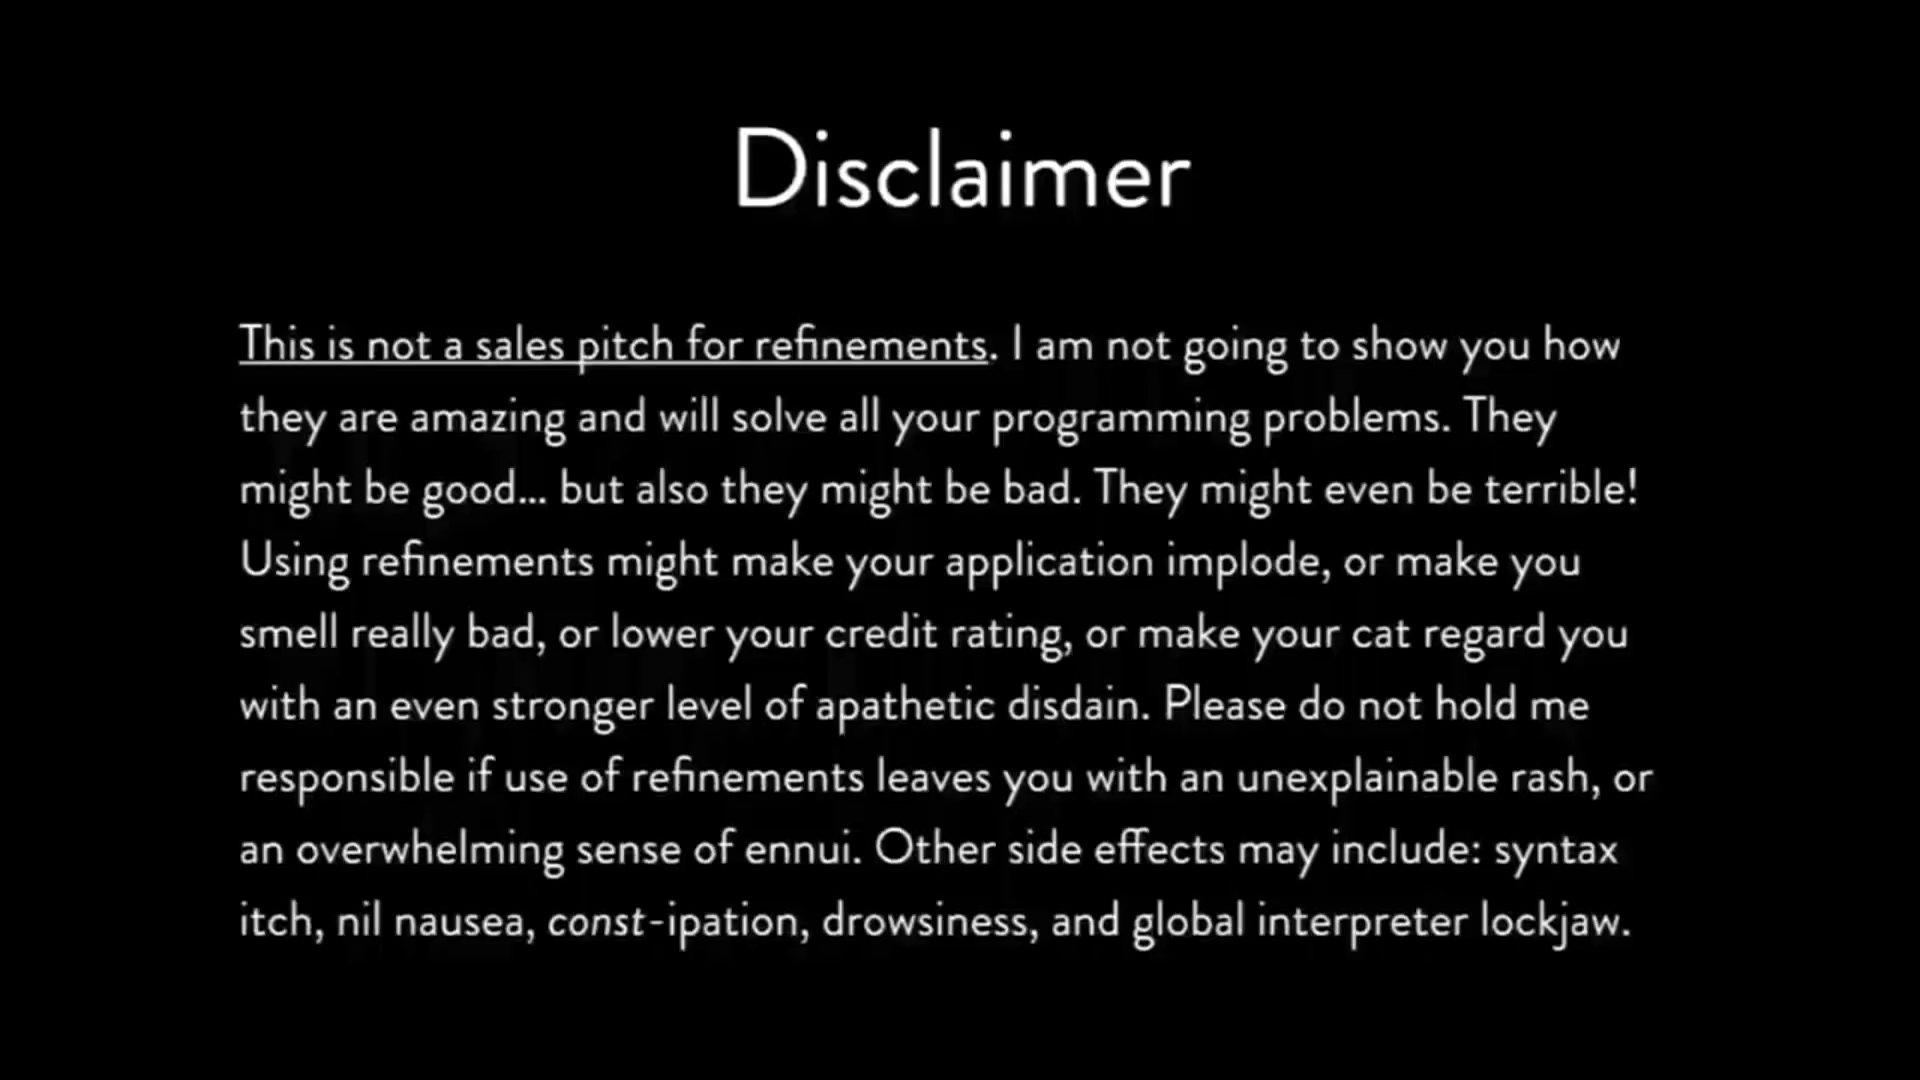 Disclaimer
This is not a sales pitch for refinements. I am not going to show you how
they are amazing and will solve all your programming problems. They
might be good... but also they might be bad. They might even be terrible!
Using refinements might make your application implode, or make you
smell really bad, or lower your credit rating, or make your cat regard you
with an even stronger level of apathetic disdain. Please do not hold me
responsible if use of refinements leaves you with an unexplainable rash, or
an overwhelming sense of ennui. Other side effects may include: syntax
itch, nil nausea, const-ipation, drowsiness, and global interpreter lockjaw.